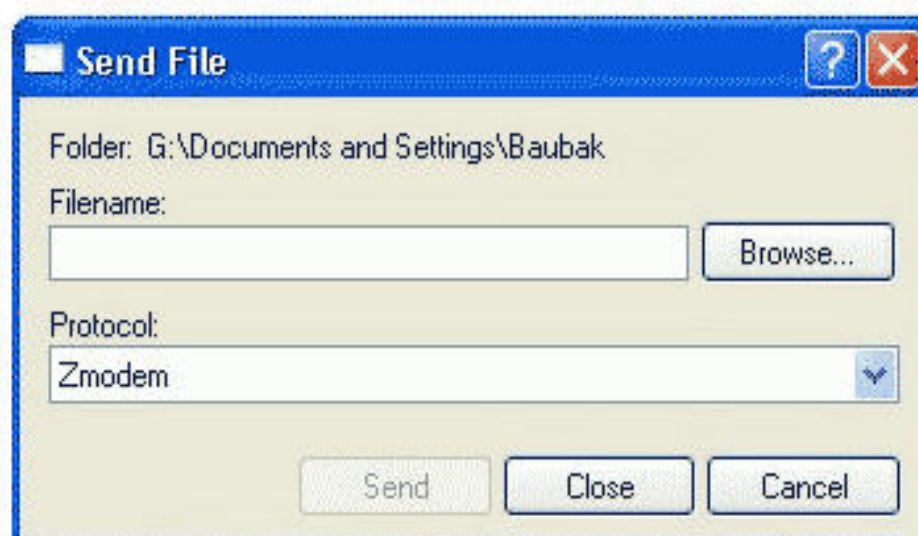 Send File
Folder: G:\Documents and Settings\Baubak
Filename:
Browse...
Protocol:
Zmodem
Send Close Cancel